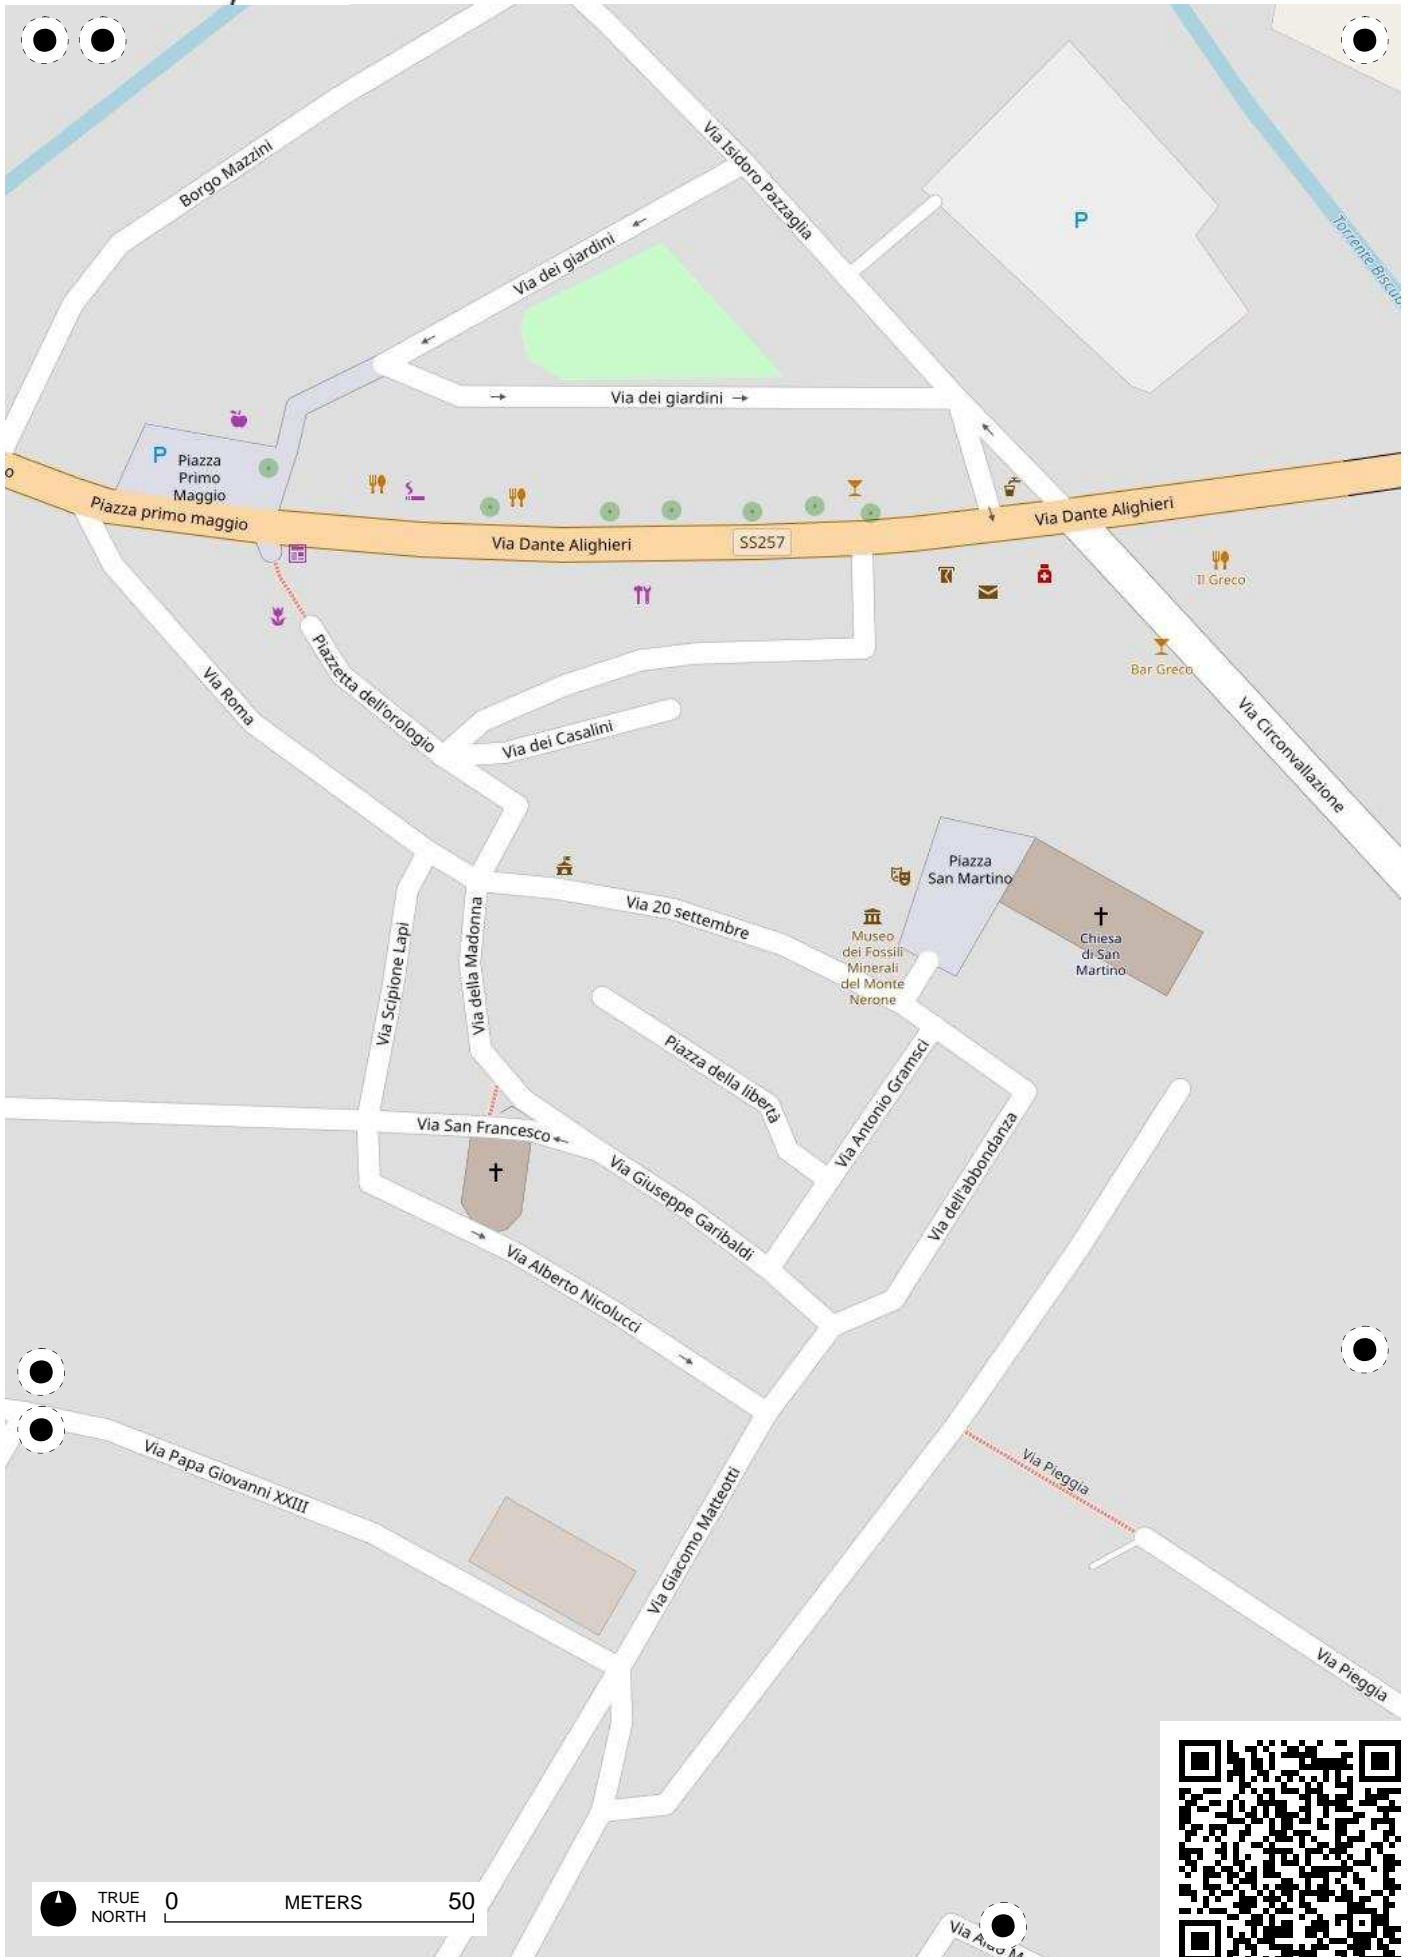 Borgo Mazzini
Via Isidoro Pazzaglia
Via dei giardini
P
Torrente Biscub
Via dei giardini
P
Piazza
Primo
Maggio
o
Piazza primo maggio
Via Dante Alighieri
SS257
Via Dante Alighieri
Il Greco
Bar Greco
Piazzetta dell'orologio
Via Roma
Via dei Casalini
Via Circonvallazione
Piazza
San Martino
Via 20 settembre
Museo
dei Fossili
Minerali
del Monte
Nerone
Chiesa
di San
Martino
Via Scipione Lapi
Via della Madonna
Piazza della libertà
Via Antonio Gramsci
Via San Francesco
Via Giuseppe Garibaldi
Via dell'abbondanza
Via Alberto Nicolucci
Via Papa Giovanni XXIII
Via Giacomo Matteotti
Via Pieggia
Via Pieggia
TRUE
NORTH
0 METERS 50
Via Aldo M